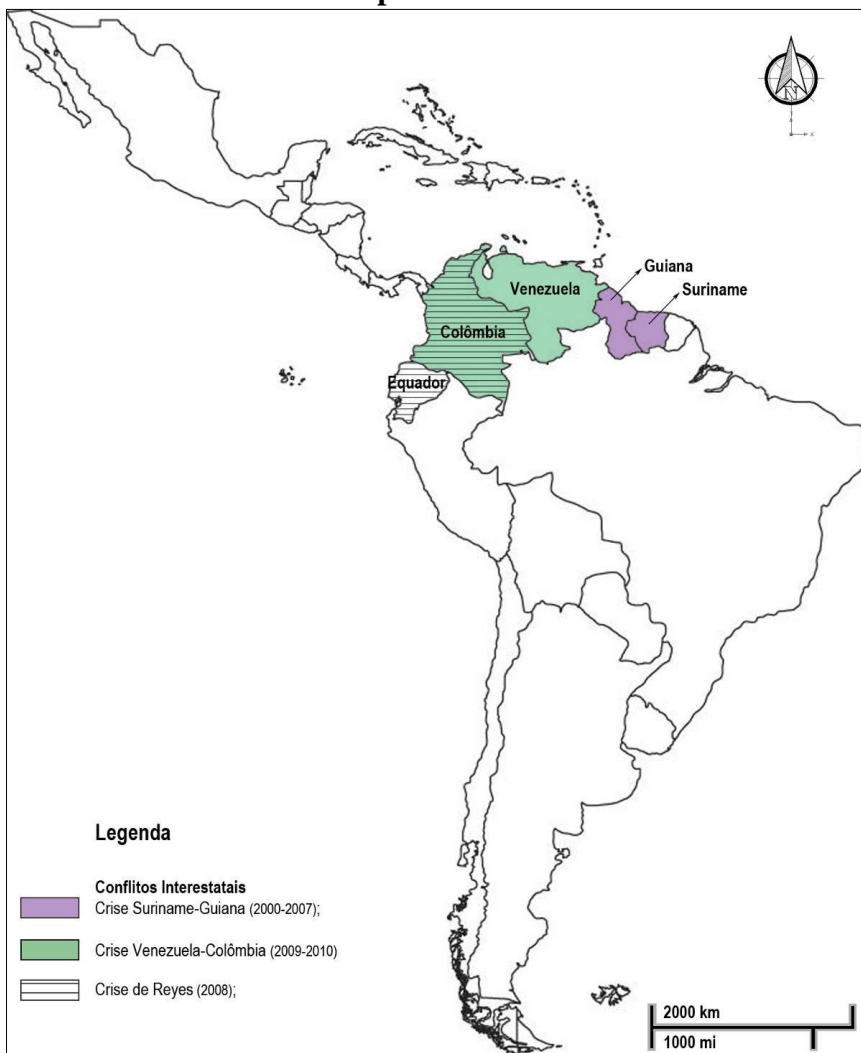 N
Guiana
Suriname
Venezuela
Colômbia
Equador
Legenda
Conflitos Interestatais
Crise Suriname-Guiana (2000-2007);
Crise Venezuela-Colômbia (2009-2010)
Crise de Reyes (2008);
2000 km
1000 mi